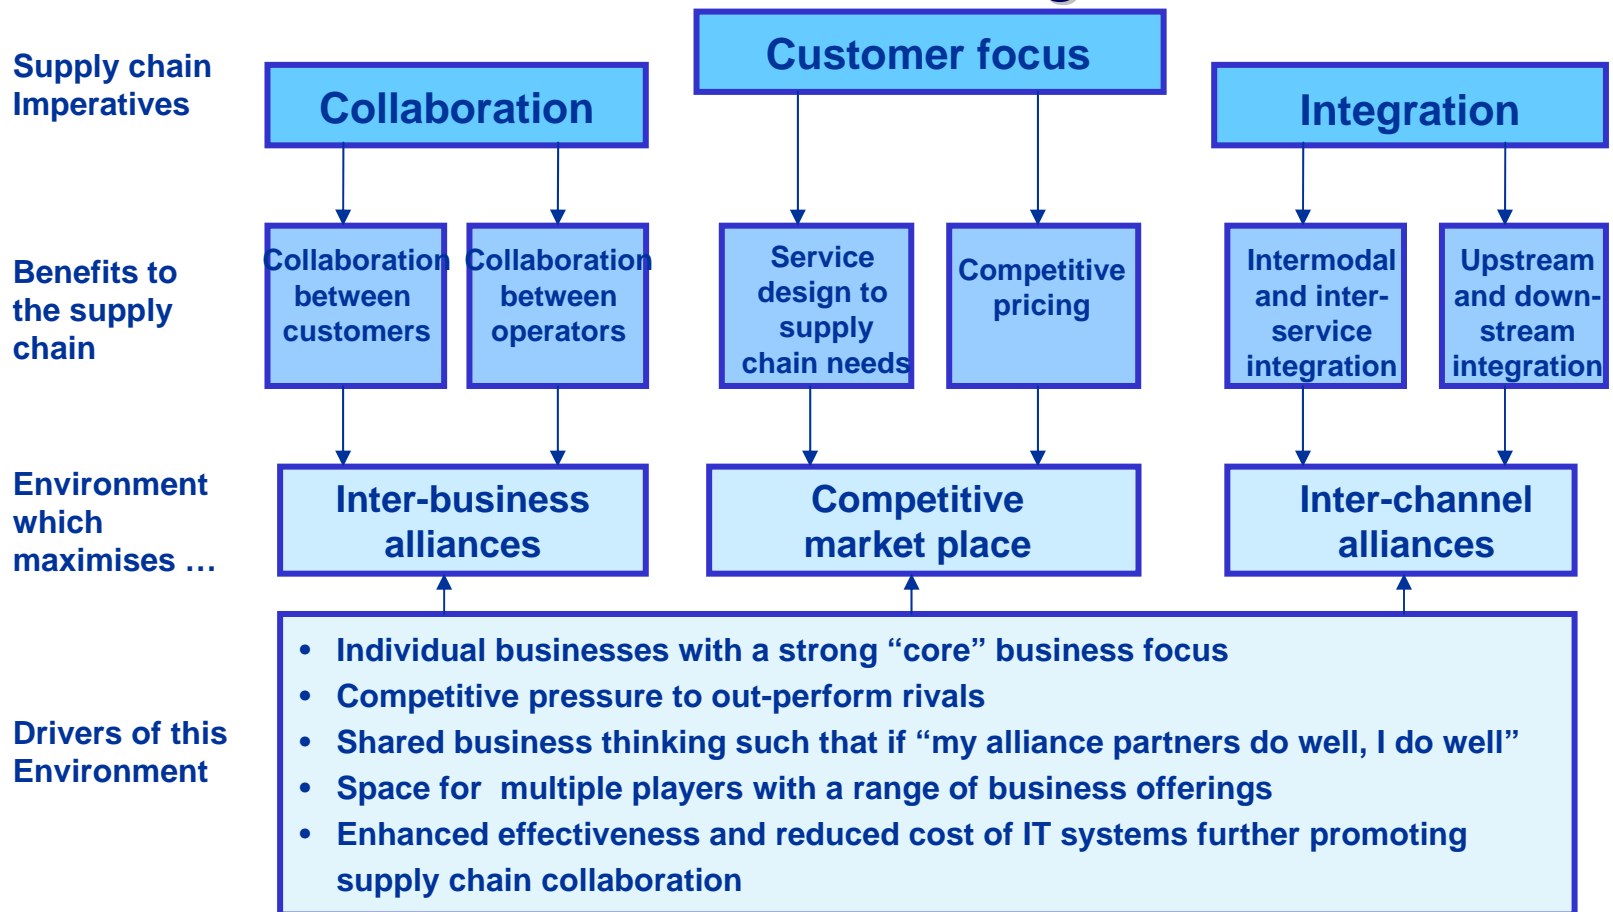 Customer focus
Supply chain
Imperatives
Collaboration
Integration
Benefits to
the supply
chain
Collaboration
between
customers
Collaboration
between
operators
Service
design to
supply
chain needs
Competitive
pricing
Intermodal
and inter-
service
integration
Upstream
and down-
stream
integration
Environment
which
maximises …
Inter-business
alliances
Competitive
market place
Inter-channel
alliances
Drivers of this
Environment
• Individual businesses with a strong “core” business focus
• Competitive pressure to out-perform rivals
• Shared business thinking such that if “my alliance partners do well, I do well”
• Space for  multiple players with a range of business offerings
• Enhanced effectiveness and reduced cost of IT systems further promoting
supply chain collaboration